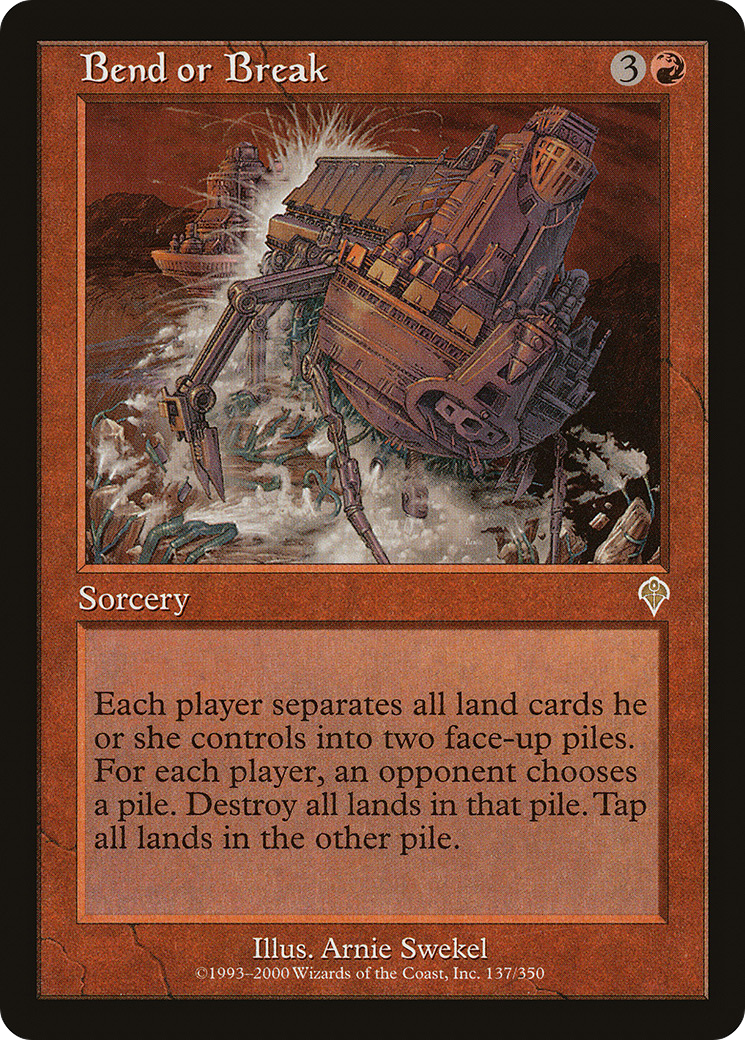 Bend or Break
3
Sorcery
Each player separates all land cards he
or she controls into two face-up piles.
For each player, an opponent chooses
a pile. Destroy all lands in that pile. Tap
all lands in the other pile.
Illus. Arnie Swekel
©1993–2000 Wizards of the Coast, Inc. 137/350